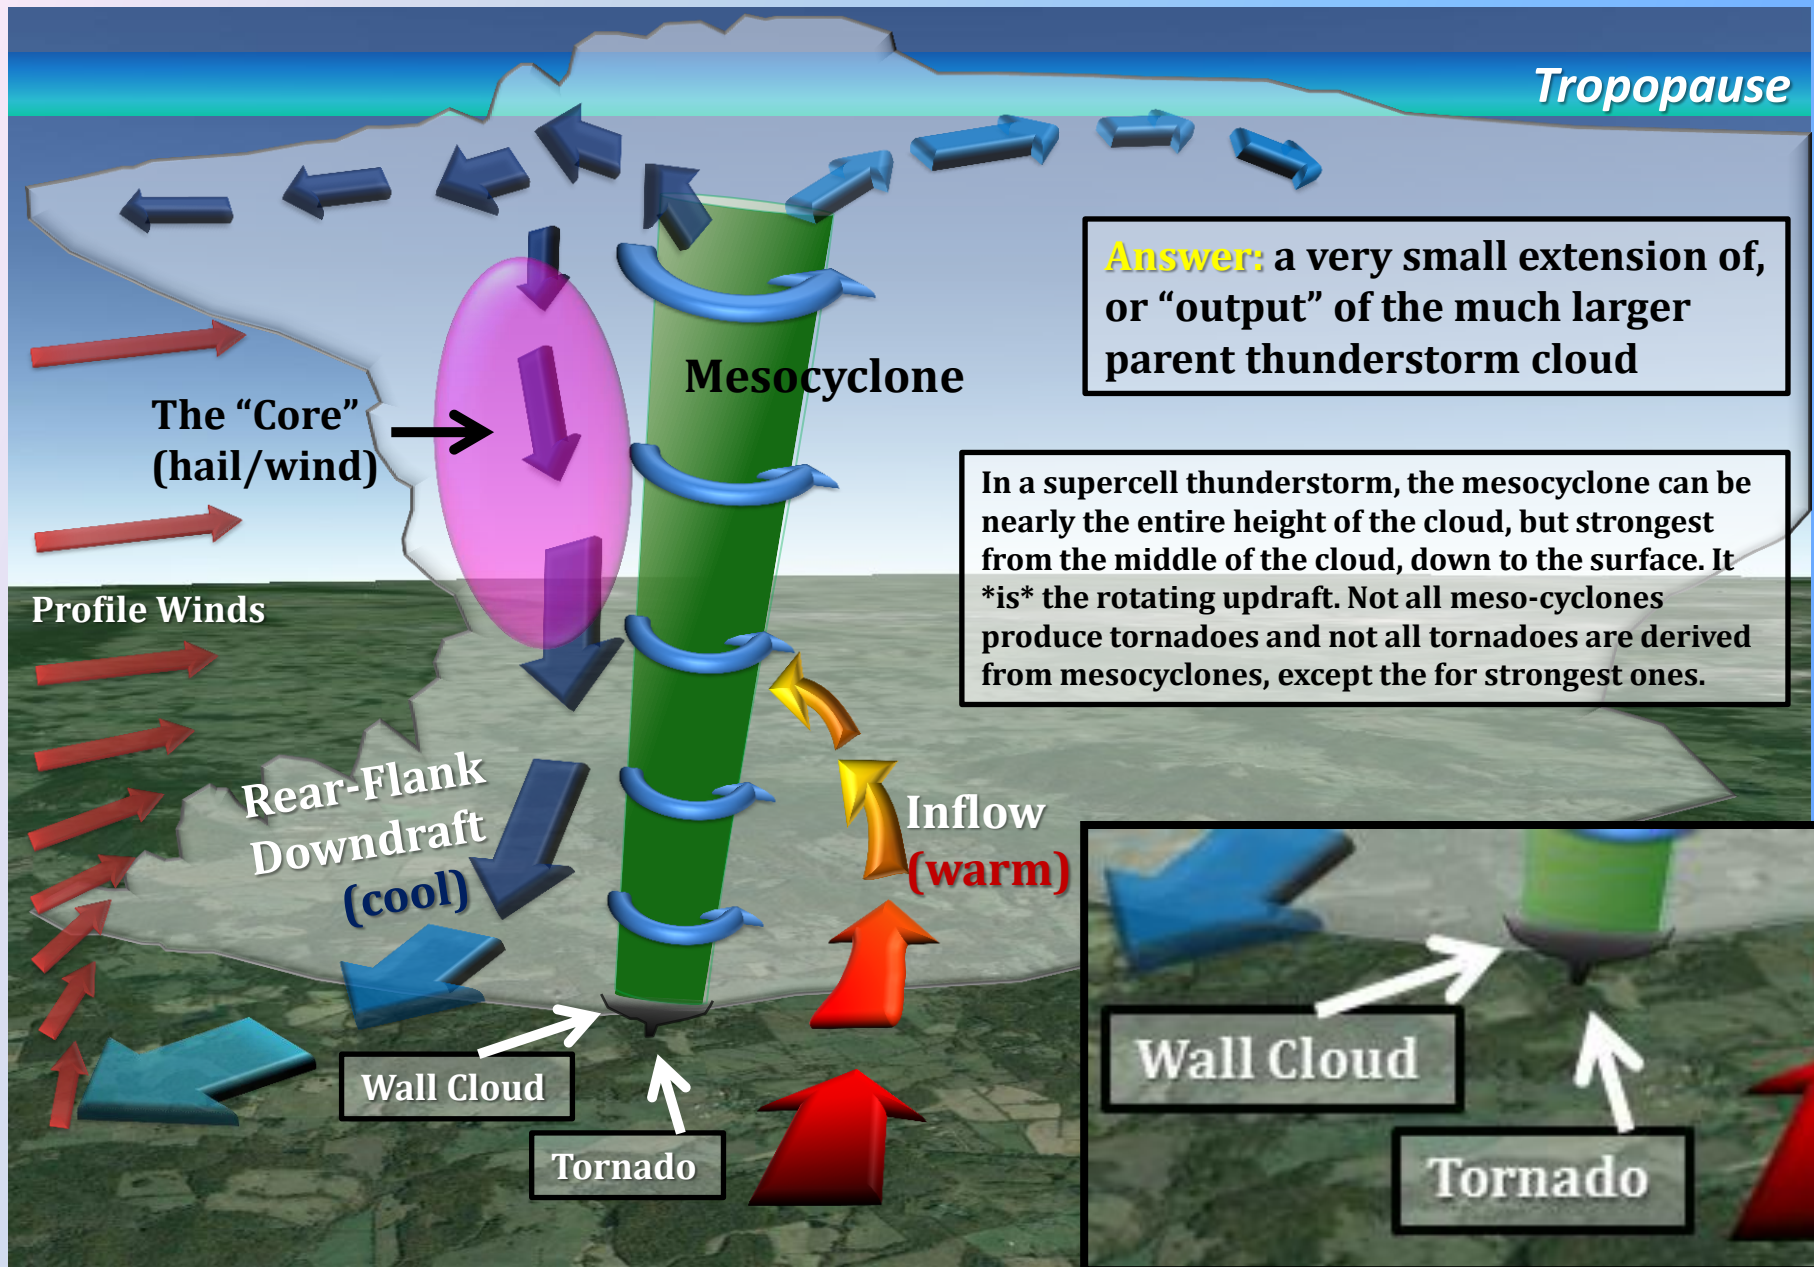 Tropopause
Answer: a very small extension of,
or “output” of the much larger
parent thunderstorm cloud
Mesocyclone
The “Core”
(hail/wind)
In a supercell thunderstorm, the mesocyclone can be
nearly the entire height of the cloud, but strongest
from the middle of the cloud, down to the surface. It
*is* the rotating updraft. Not all meso-cyclones
produce tornadoes and not all tornadoes are derived
from mesocyclones, except the for strongest ones.
Profile Winds
Rear-Flank
Downdraft
(cool)
Inflow
(warm)
Wall Cloud
Tornado
Wall Cloud
Tornado